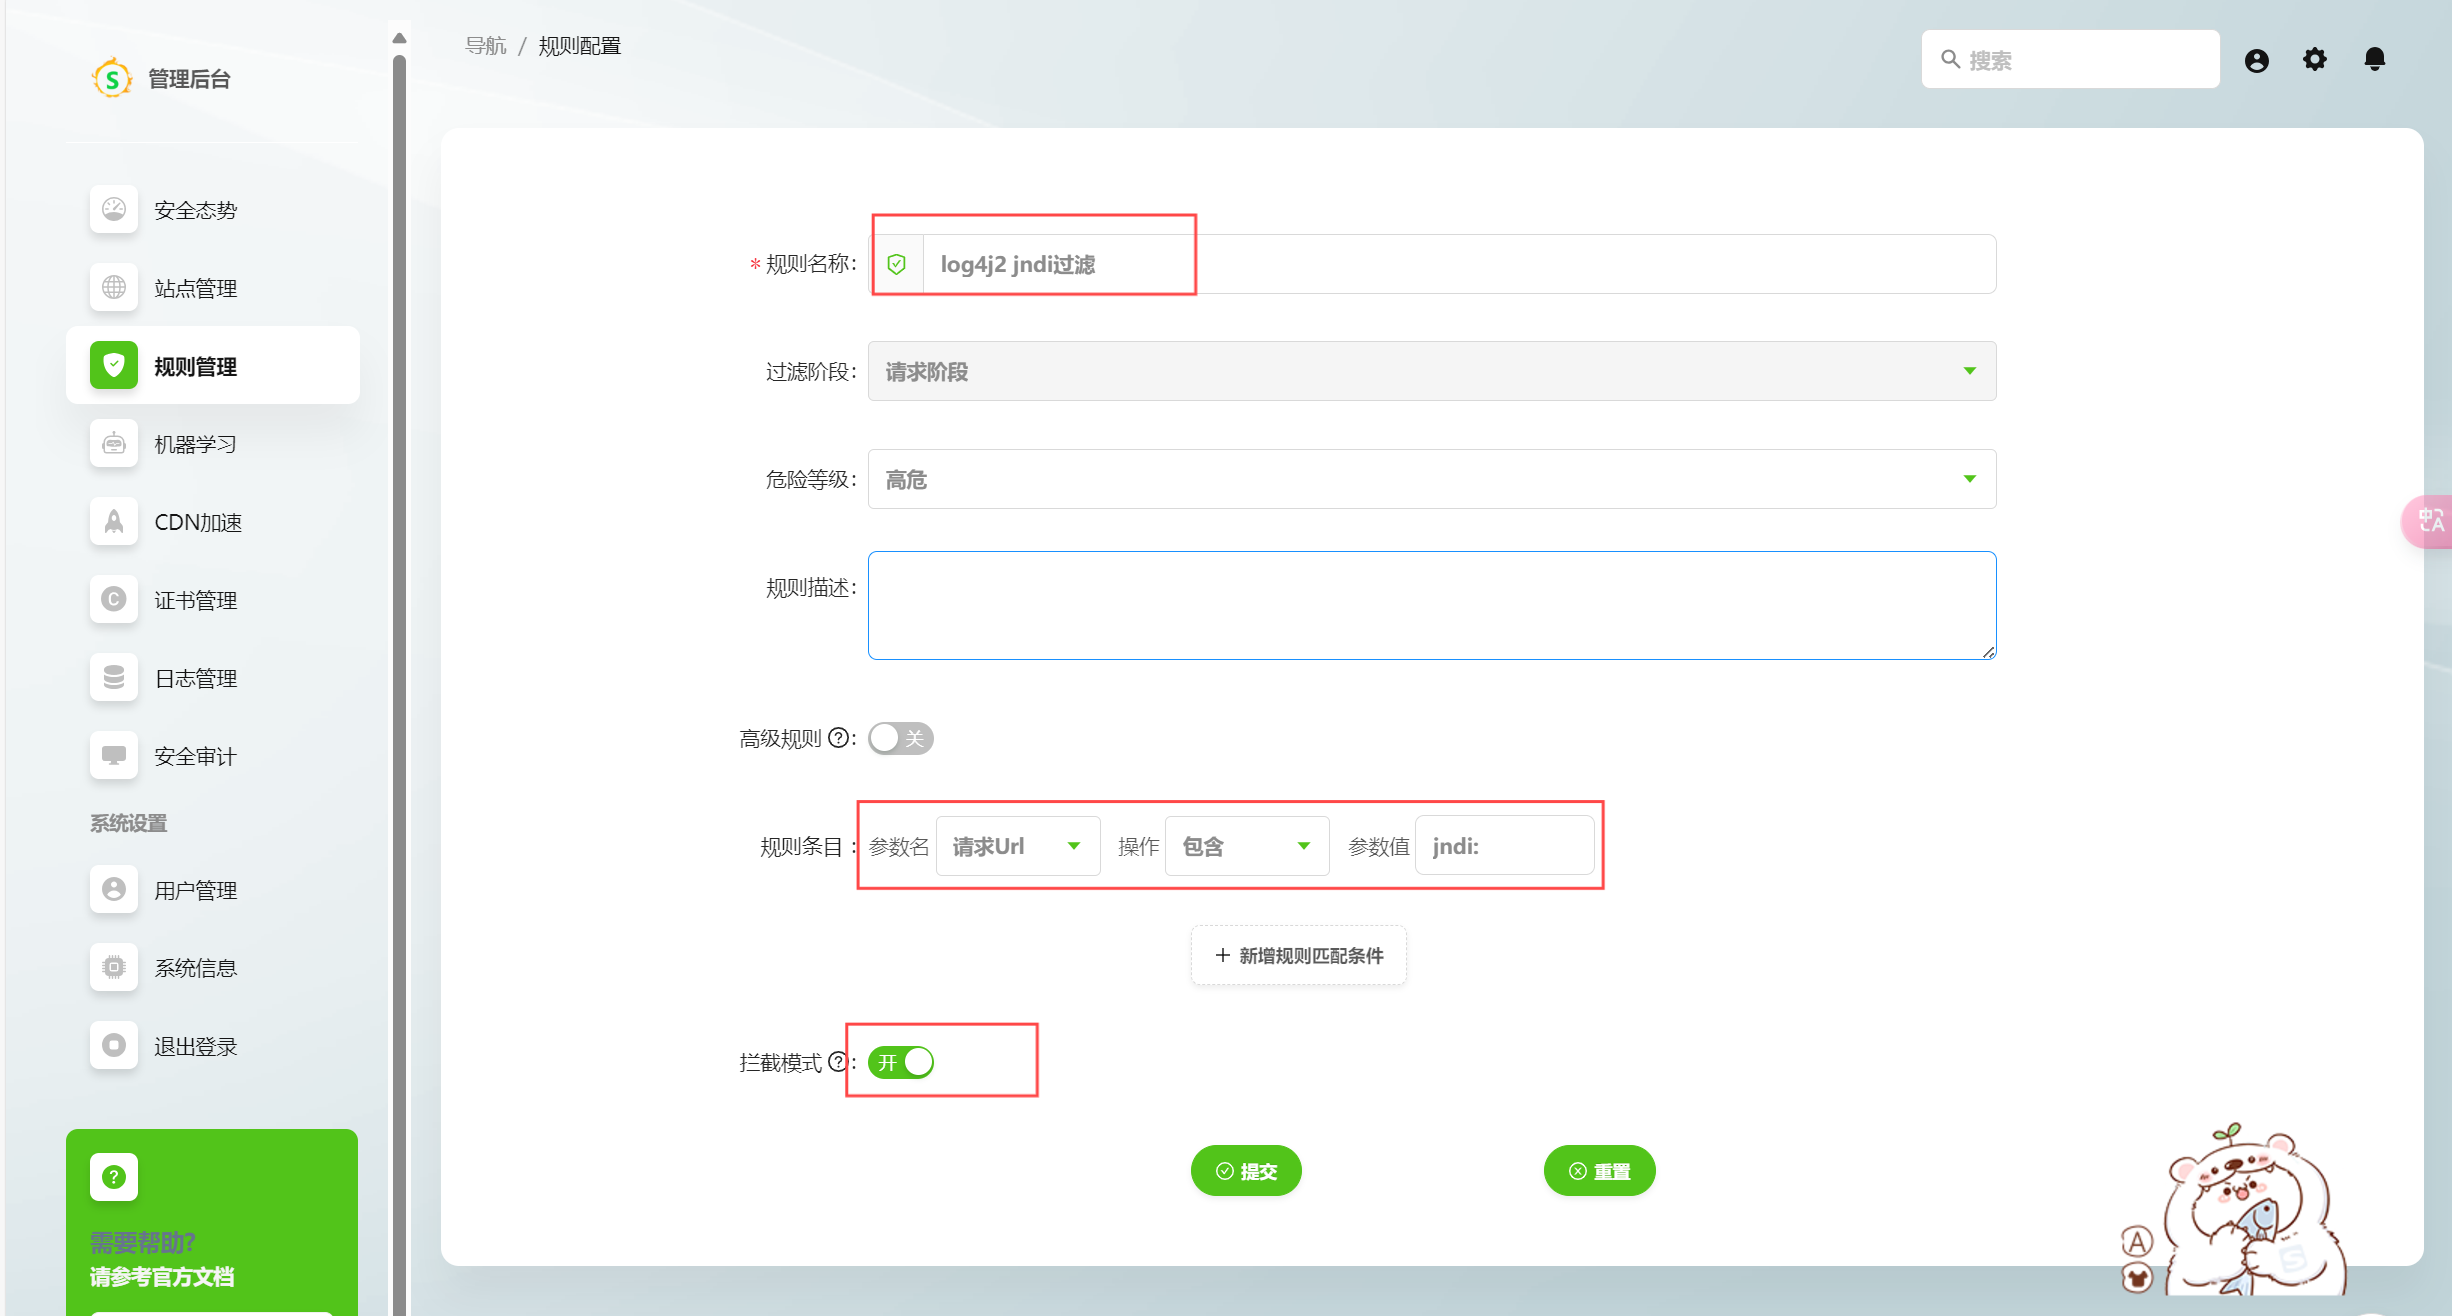 管理后台
导航 / 规则配置
搜索
安全态势
站点管理
规则管理
机器学习
CDN加速
证书管理
日志管理
安全审计
系统设置
用户管理
系统信息
退出登录
需要帮助?
请参考官方文档
* 规则名称: log4j2 jndi过滤
过滤阶段: 请求阶段
危险等级: 高危
规则描述:
高级规则 : 关
规则条目 : 参数名 请求Url 操作 包含 参数值 jndi:
+ 新增规则匹配条件
拦截模式 : 开
提交 重置